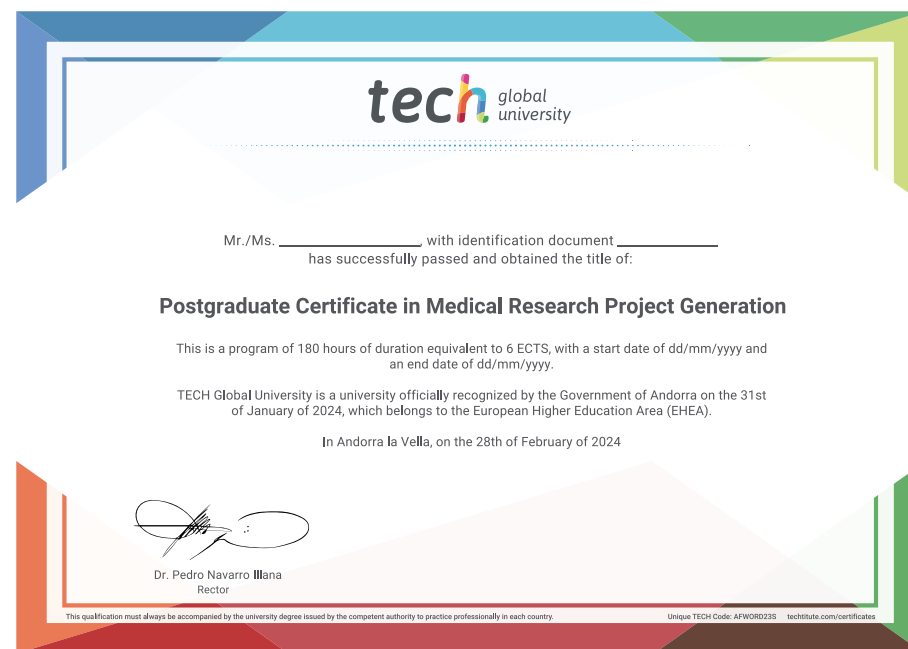 tech global
university
Mr./Ms. ____________________, with identification document ______________
has successfully passed and obtained the title of:
Postgraduate Certificate in Medical Research Project Generation
This is a program of 180 hours of duration equivalent to 6 ECTS, with a start date of dd/mm/yyyy and
an end date of dd/mm/yyyy.
TECH Global University is a university officially recognized by the Government of Andorra on the 31st
of January of 2024, which belongs to the European Higher Education Area (EHEA).
In Andorra la Vella, on the 28th of February of 2024
Dr. Pedro Navarro Illana
Rector
This qualification must always be accompanied by the university degree issued by the competent authority to practice professionally in each country.
Unique TECH Code: AFWORD23S techtitute.com/certificates